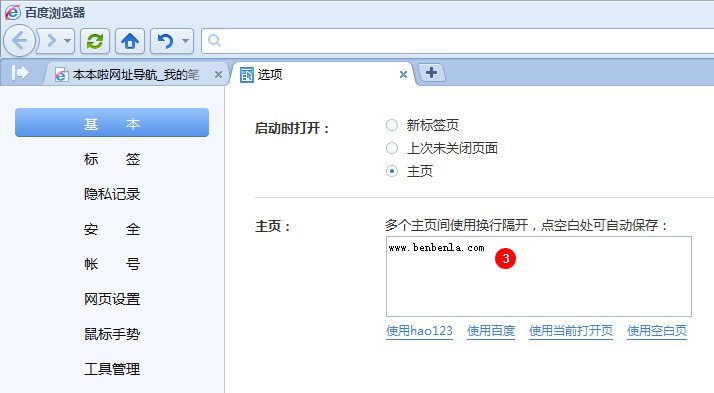 百度浏览器
本本啦网址导航_我的笔
选项
基 本
标 签
隐私记录
安 全
帐 号
网页设置
鼠标手势
工具管理
启动时打开：
新标签页
上次未关闭页面
主页
主页：
多个主页间使用换行隔开，点空白处可自动保存：
www.benbenla.com
3
使用hao123 使用百度 使用当前打开页 使用空白页